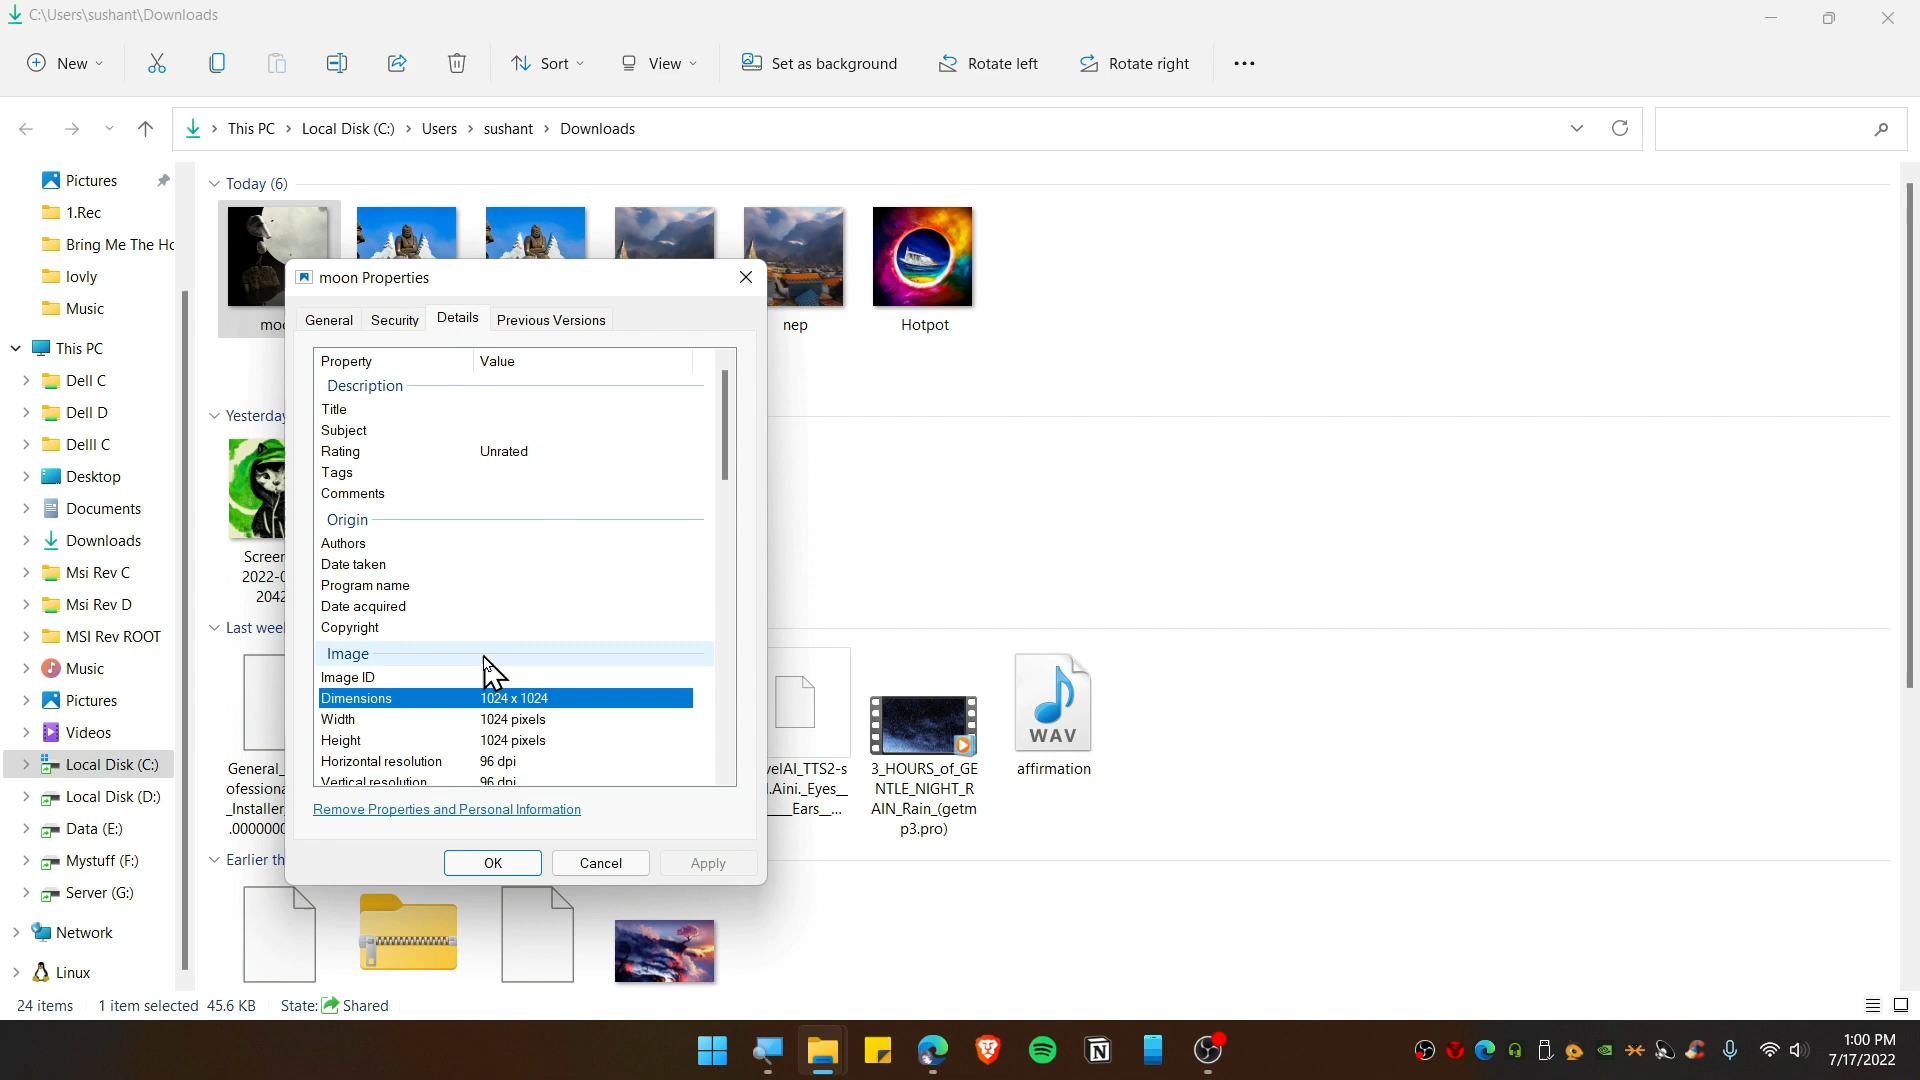 C:\Users\sushant\Downloads
New
Sort
View
Set as background
Rotate left
Rotate right
This PC > Local Disk (C:) > Users > sushant > Downloads
Pictures
1.Rec
Bring Me The Ho
lovly
Music
This PC
Dell C
Dell D
Delll C
Desktop
Documents
Downloads
Msi Rev C
Msi Rev D
MSI Rev ROOT
Music
Pictures
Videos
Local Disk (C:)
Local Disk (D:)
Data (E:)
Mystuff (F:)
Server (G:)
Network
Linux
Today (6)
moo
nep
Hotpot
Yesterday
Screen
2022-0
2042
Last week
General_
ofessiona
_Installer
.0000000
velAI_TTS2-s
.Aini._Eyes_
___Ears__...
3_HOURS_of_GE
NTLE_NIGHT_R
AIN_Rain_(getm
p3.pro)
WAV
affirmation
Earlier th
moon Properties
General
Security
Details
Previous Versions
Property Value
Description
Title
Subject
Rating Unrated
Tags
Comments
Origin
Authors
Date taken
Program name
Date acquired
Copyright
Image
Image ID
Dimensions 1024 x 1024
Width 1024 pixels
Height 1024 pixels
Horizontal resolution 96 dpi
Vertical resolution 96 dpi
Remove Properties and Personal Information
OK
Cancel
Apply
24 items
1 item selected 45.6 KB
State: Shared
1:00 PM
7/17/2022